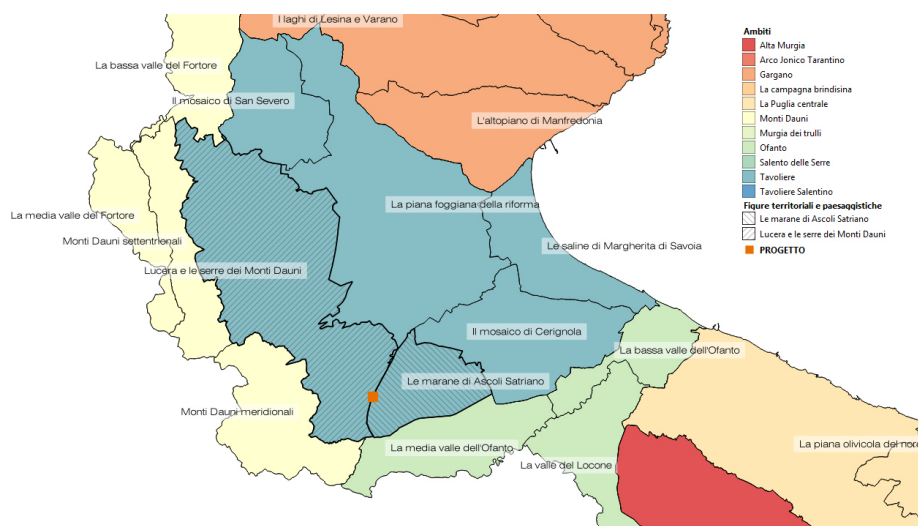 I laghi di Lesina e Varano
La bassa valle del Fortore
Il mosaico di San Severo
L'altopiano di Manfredonia
La piana foggiana della riforma
La media valle del Fortore
Monti Dauni settentrionali
Le saline di Margherita di Savoia
Lucera e le serre dei Monti Dauni
Il mosaico di Cerignola
La bassa valle dell'Ofanto
Le marane di Ascoli Satriano
Monti Dauni meridionali
La media valle dell'Ofanto
La piana olivicola del nord
La valle del Locone
Ambiti
Alta Murgia
Arco Jonico Tarantino
Gargano
La campagna brindisina
La Puglia centrale
Monti Dauni
Murgia dei trulli
Ofanto
Salento delle Serre
Tavoliere
Tavoliere Salentino
Figure territoriali e paesaggistiche
Le marane di Ascoli Satriano
Lucera e le serre dei Monti Dauni
PROGETTO